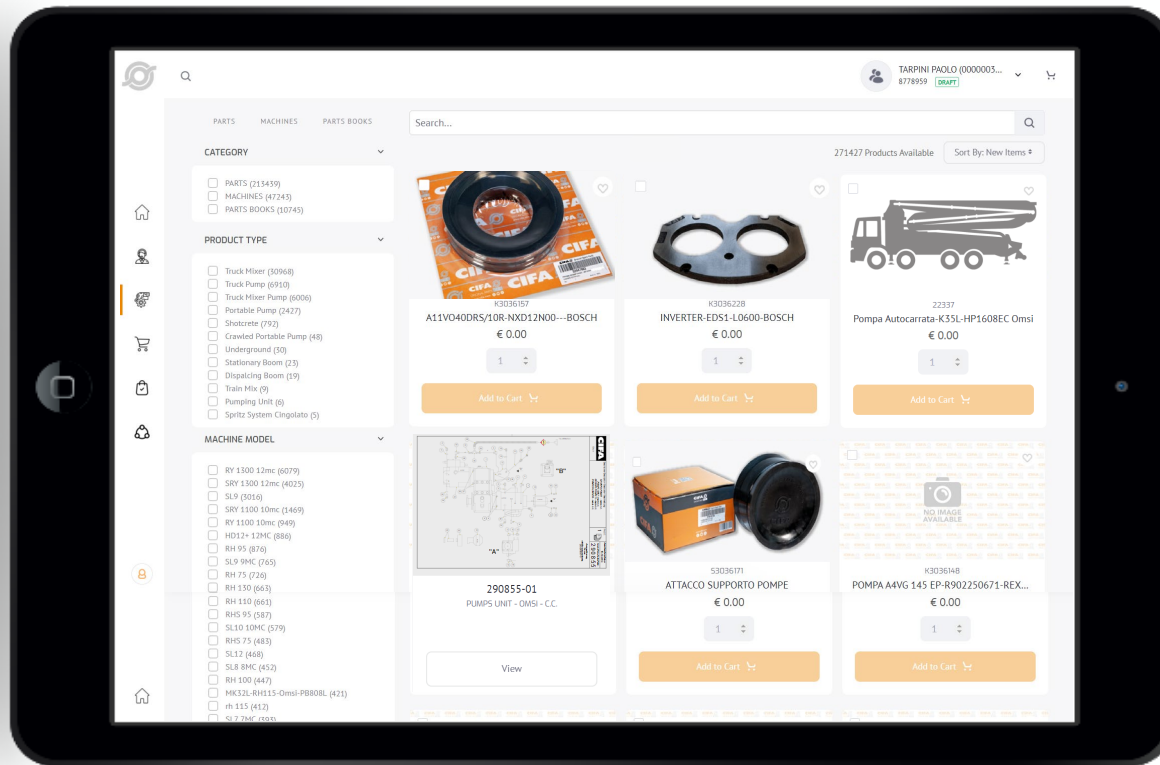 TARPINI PAOLO (0000003...
8778959 DRAFT
PARTS MACHINES PARTS BOOKS
Search...
271427 Products Available
Sort By: New Items
CATEGORY
PARTS (213439)
MACHINES (47243)
PARTS BOOKS (10745)
PRODUCT TYPE
Truck Mixer (30968)
Truck Pump (6910)
Truck Mixer Pump (6006)
Portable Pump (2427)
Shotcrete (792)
Crawled Portable Pump (48)
Underground (30)
Stationary Boom (23)
Dispalcing Boom (19)
Train Mix (9)
Pumping Unit (6)
Spritz System Cingolato (5)
MACHINE MODEL
RY 1300 12mc (6079)
SRY 1300 12mc (4025)
SL9 (3016)
SRY 1100 10mc (1469)
RY 1100 10mc (949)
HD12+ 12MC (886)
RH 95 (876)
SL9 9MC (765)
RH 75 (726)
RH 130 (663)
RH 110 (661)
RHS 95 (587)
SL10 10MC (579)
RHS 75 (483)
SL12 (468)
SL8 8MC (452)
RH 100 (447)
MK32L-RH115-Omsi-PB808L (421)
rh 115 (412)
SL7 7MC (393)
CIFA
K3036157
A11VO40DRS/10R-NXD12N00---BOSCH
€ 0.00
1
Add to Cart
K3036228
INVERTER-EDS1-L0600-BOSCH
€ 0.00
1
Add to Cart
22337
Pompa Autocarrata-K35L-HP1608EC Omsi
€ 0.00
1
Add to Cart
CIFA
"B"
"A"
290855
290855-01
PUMPS UNIT - OMSI - C.C.
View
CIFA
S3036171
ATTACCO SUPPORTO POMPE
€ 0.00
1
Add to Cart
NO IMAGE
AVAILABLE
K3036148
POMPA A4VG 145 EP-R902250671-REX...
€ 0.00
1
Add to Cart